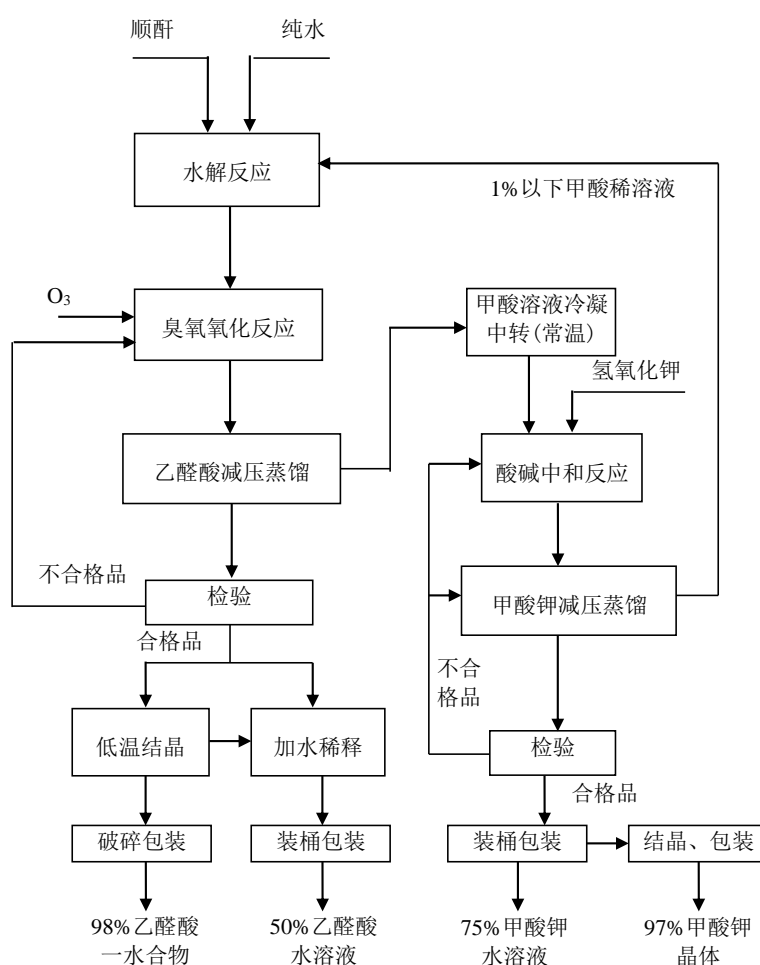 顺酐
纯水
水解反应
1%以下甲酸稀溶液
O3
臭氧氧化反应
甲酸溶液冷凝
中转(常温)
氢氧化钾
乙醛酸减压蒸馏
酸碱中和反应
不合格品
检验
甲酸钾减压蒸馏
合格品
不合
格品
低温结晶
加水稀释
检验
合格品
破碎包装
装桶包装
装桶包装
结晶、包装
98%乙醛酸
一水合物
50%乙醛酸
水溶液
75%甲酸钾
水溶液
97%甲酸钾
晶体